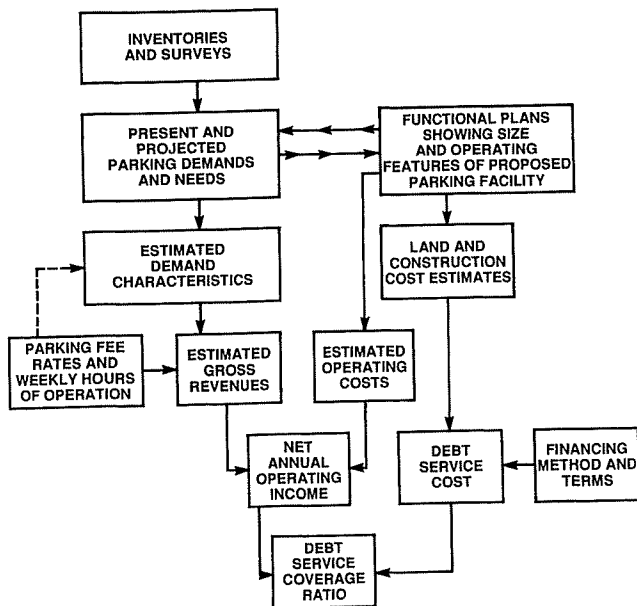 INVENTORIES
AND SURVEYS
PRESENT AND
PROJECTED
PARKING DEMANDS
AND NEEDS
FUNCTIONAL PLANS
SHOWING SIZE
AND OPERATING
FEATURES OF PROPOSED
PARKING FACILITY
ESTIMATED
DEMAND
CHARACTERISTICS
LAND AND
CONSTRUCTION
COST ESTIMATES
PARKING FEE
RATES AND
WEEKLY HOURS
OF OPERATION
ESTIMATED
GROSS
REVENUES
ESTIMATED
OPERATING
COSTS
NET
ANNUAL
OPERATING
INCOME
DEBT
SERVICE
COST
FINANCING
METHOD AND
TERMS
DEBT
SERVICE
COVERAGE
RATIO